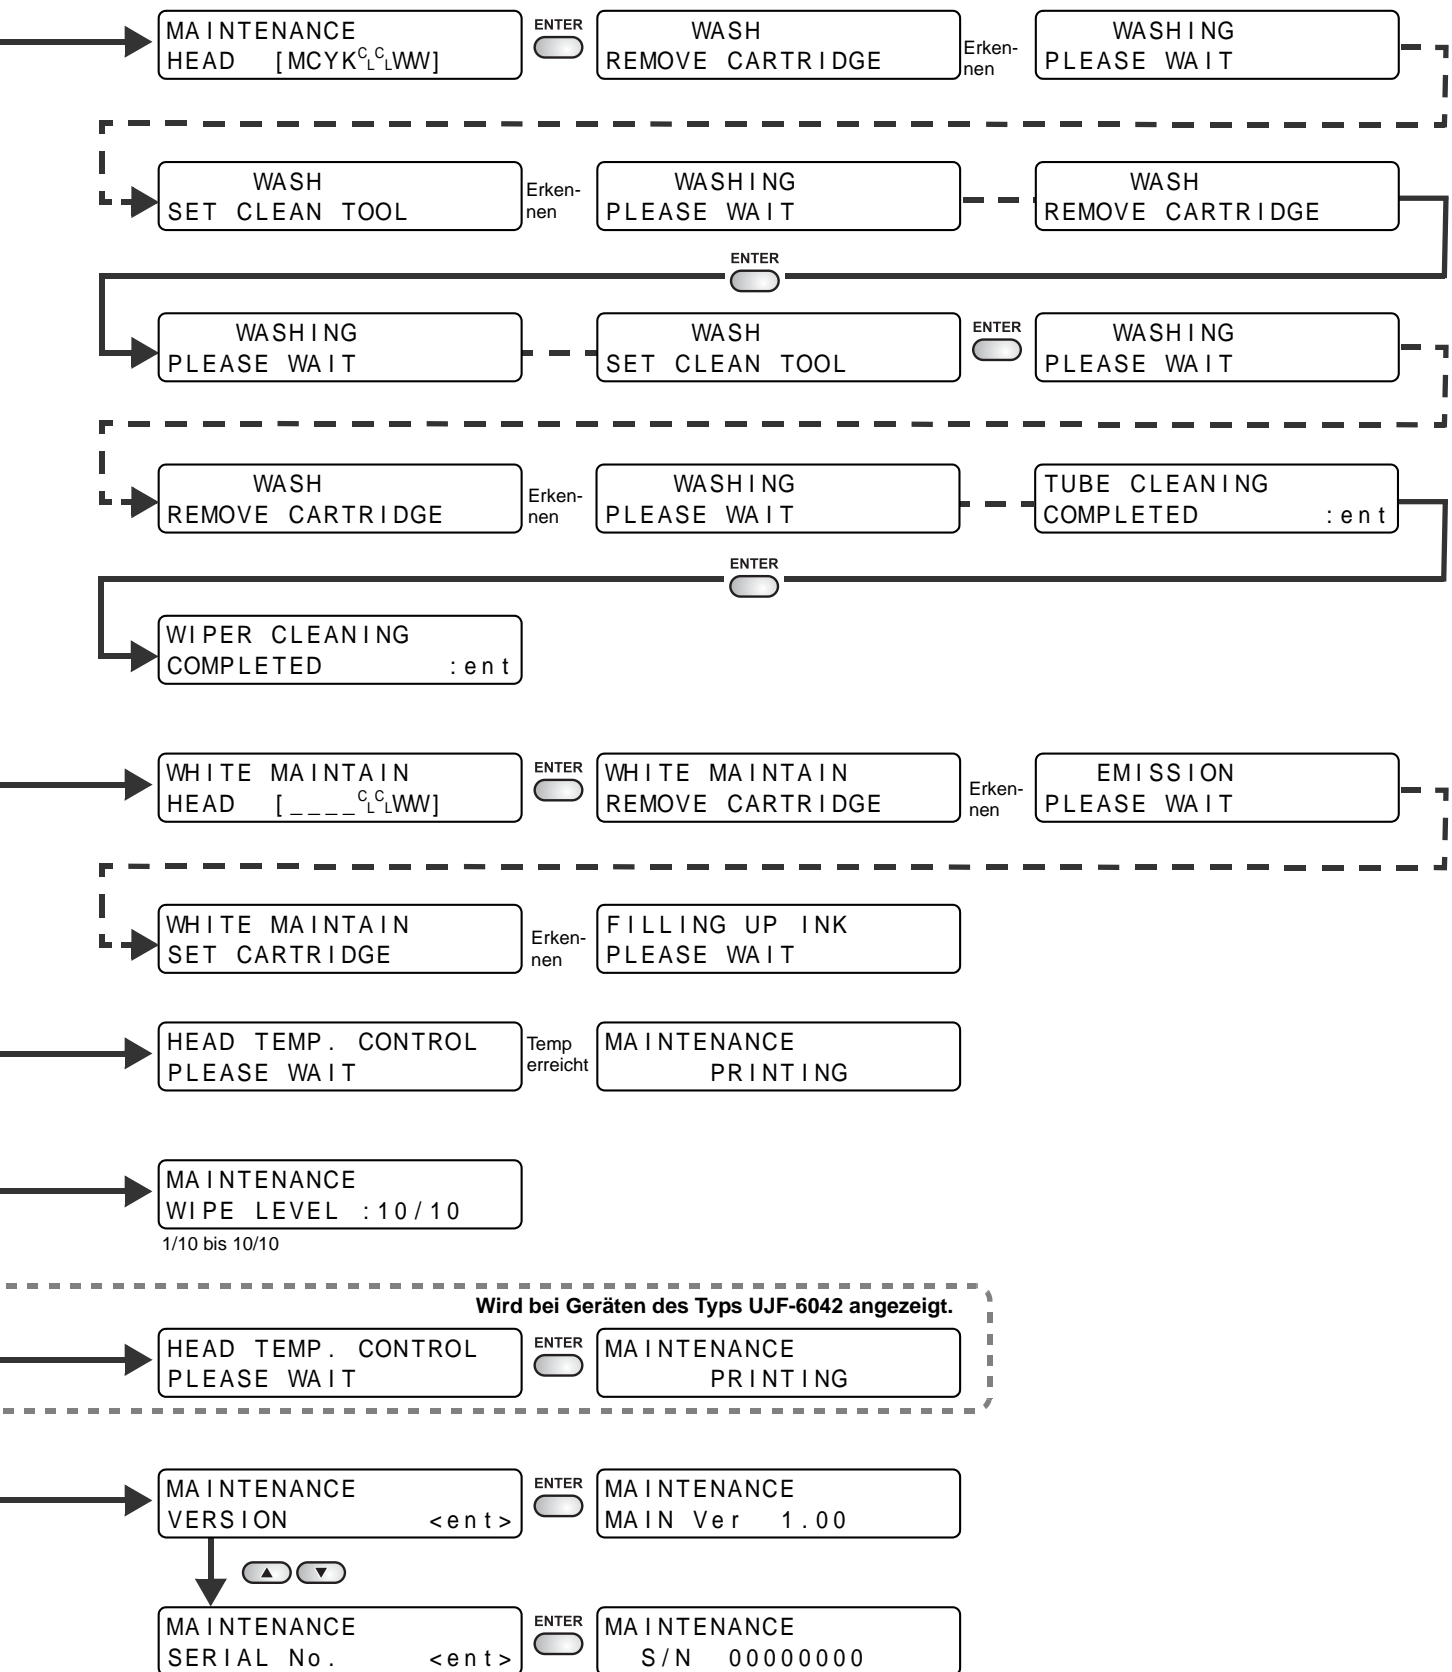 MAINTENANCE
HEAD [MCYKCLCLWW]
ENTER
WASH
REMOVE CARTRIDGE
Erken-
nen
WASHING
PLEASE WAIT
WASH
SET CLEAN TOOL
Erken-
nen
WASHING
PLEASE WAIT
WASH
REMOVE CARTRIDGE
ENTER
WASHING
PLEASE WAIT
WASH
SET CLEAN TOOL
ENTER
WASHING
PLEASE WAIT
WASH
REMOVE CARTRIDGE
Erken-
nen
WASHING
PLEASE WAIT
TUBE CLEANING
COMPLETED :ent
ENTER
WIPER CLEANING
COMPLETED :ent
WHITE MAINTAIN
HEAD [____CLCLWW]
ENTER
WHITE MAINTAIN
REMOVE CARTRIDGE
Erken-
nen
EMISSION
PLEASE WAIT
WHITE MAINTAIN
SET CARTRIDGE
Erken-
nen
FILLING UP INK
PLEASE WAIT
HEAD TEMP. CONTROL
PLEASE WAIT
Temp
erreicht
MAINTENANCE
PRINTING
MAINTENANCE
WIPE LEVEL :10/10
1/10 bis 10/10
Wird bei Geräten des Typs UJF-6042 angezeigt.
HEAD TEMP. CONTROL
PLEASE WAIT
ENTER
MAINTENANCE
PRINTING
MAINTENANCE
VERSION <ent>
ENTER
MAINTENANCE
MAIN Ver 1.00
MAINTENANCE
SERIAL No. <ent>
ENTER
MAINTENANCE
S/N 00000000